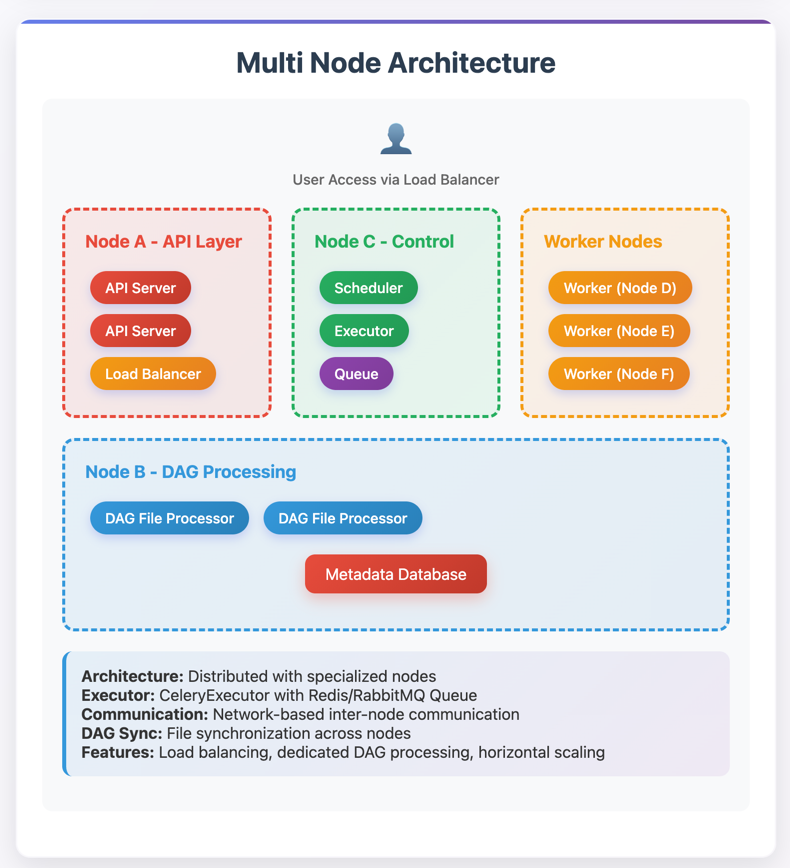 Multi Node Architecture
User Access via Load Balancer
Node A - API Layer
API Server
API Server
Load Balancer
Node C - Control
Scheduler
Executor
Queue
Worker Nodes
Worker (Node D)
Worker (Node E)
Worker (Node F)
Node B - DAG Processing
DAG File Processor
DAG File Processor
Metadata Database
Architecture: Distributed with specialized nodes
Executor: CeleryExecutor with Redis/RabbitMQ Queue
Communication: Network-based inter-node communication
DAG Sync: File synchronization across nodes
Features: Load balancing, dedicated DAG processing, horizontal scaling